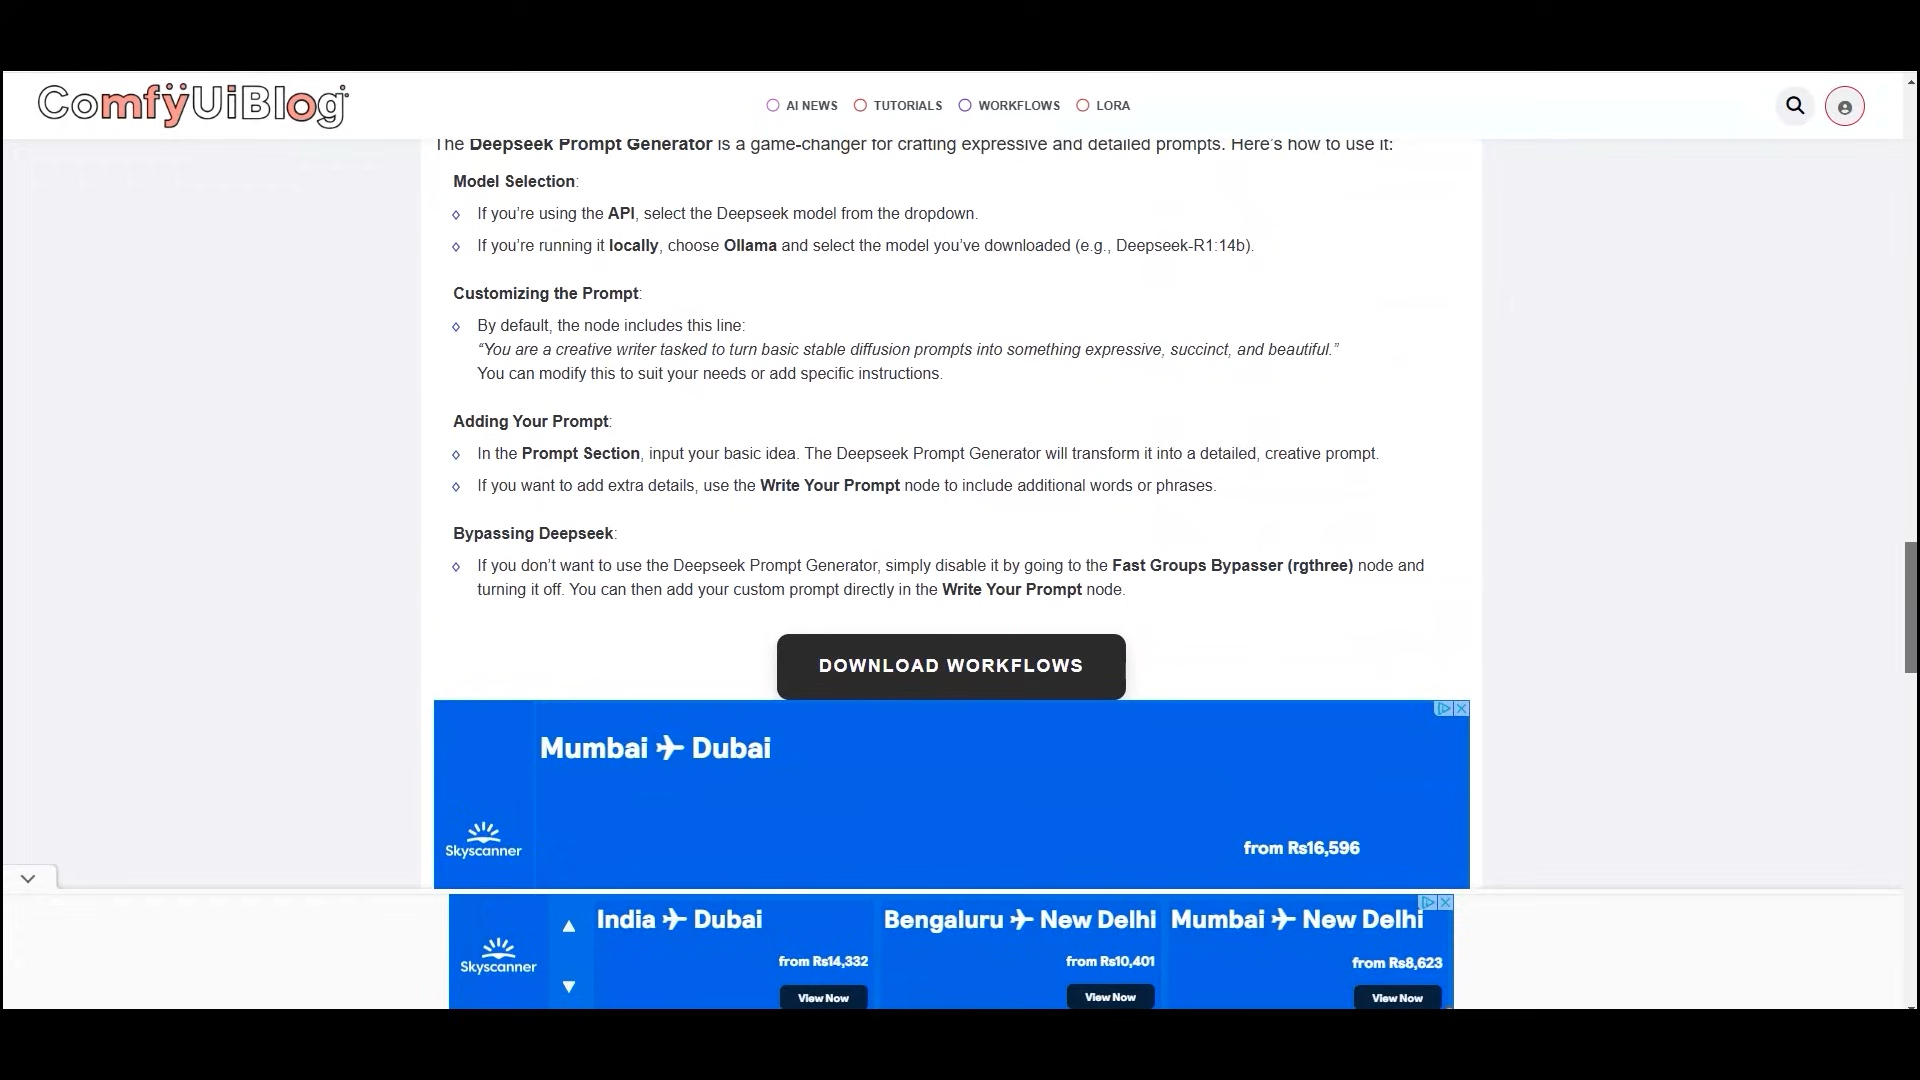 ComfyUiBlog
AI NEWS
TUTORIALS
WORKFLOWS
LORA
The Deepseek Prompt Generator is a game-changer for crafting expressive and detailed prompts. Here’s how to use it:
Model Selection:
If you’re using the API, select the Deepseek model from the dropdown.
If you’re running it locally, choose Ollama and select the model you’ve downloaded (e.g., Deepseek-R1:14b).
Customizing the Prompt:
By default, the node includes this line:
“You are a creative writer tasked to turn basic stable diffusion prompts into something expressive, succinct, and beautiful.”
You can modify this to suit your needs or add specific instructions.
Adding Your Prompt:
In the Prompt Section, input your basic idea. The Deepseek Prompt Generator will transform it into a detailed, creative prompt.
If you want to add extra details, use the Write Your Prompt node to include additional words or phrases.
Bypassing Deepseek:
If you don’t want to use the Deepseek Prompt Generator, simply disable it by going to the Fast Groups Bypasser (rgthree) node and
turning it off. You can then add your custom prompt directly in the Write Your Prompt node.
DOWNLOAD WORKFLOWS
Mumbai ✈ Dubai
Skyscanner
from Rs16,596
India ✈ Dubai
Bengaluru ✈ New Delhi
Mumbai ✈ New Delhi
Skyscanner
from Rs14,332
from Rs10,401
from Rs8,623
View Now
View Now
View Now